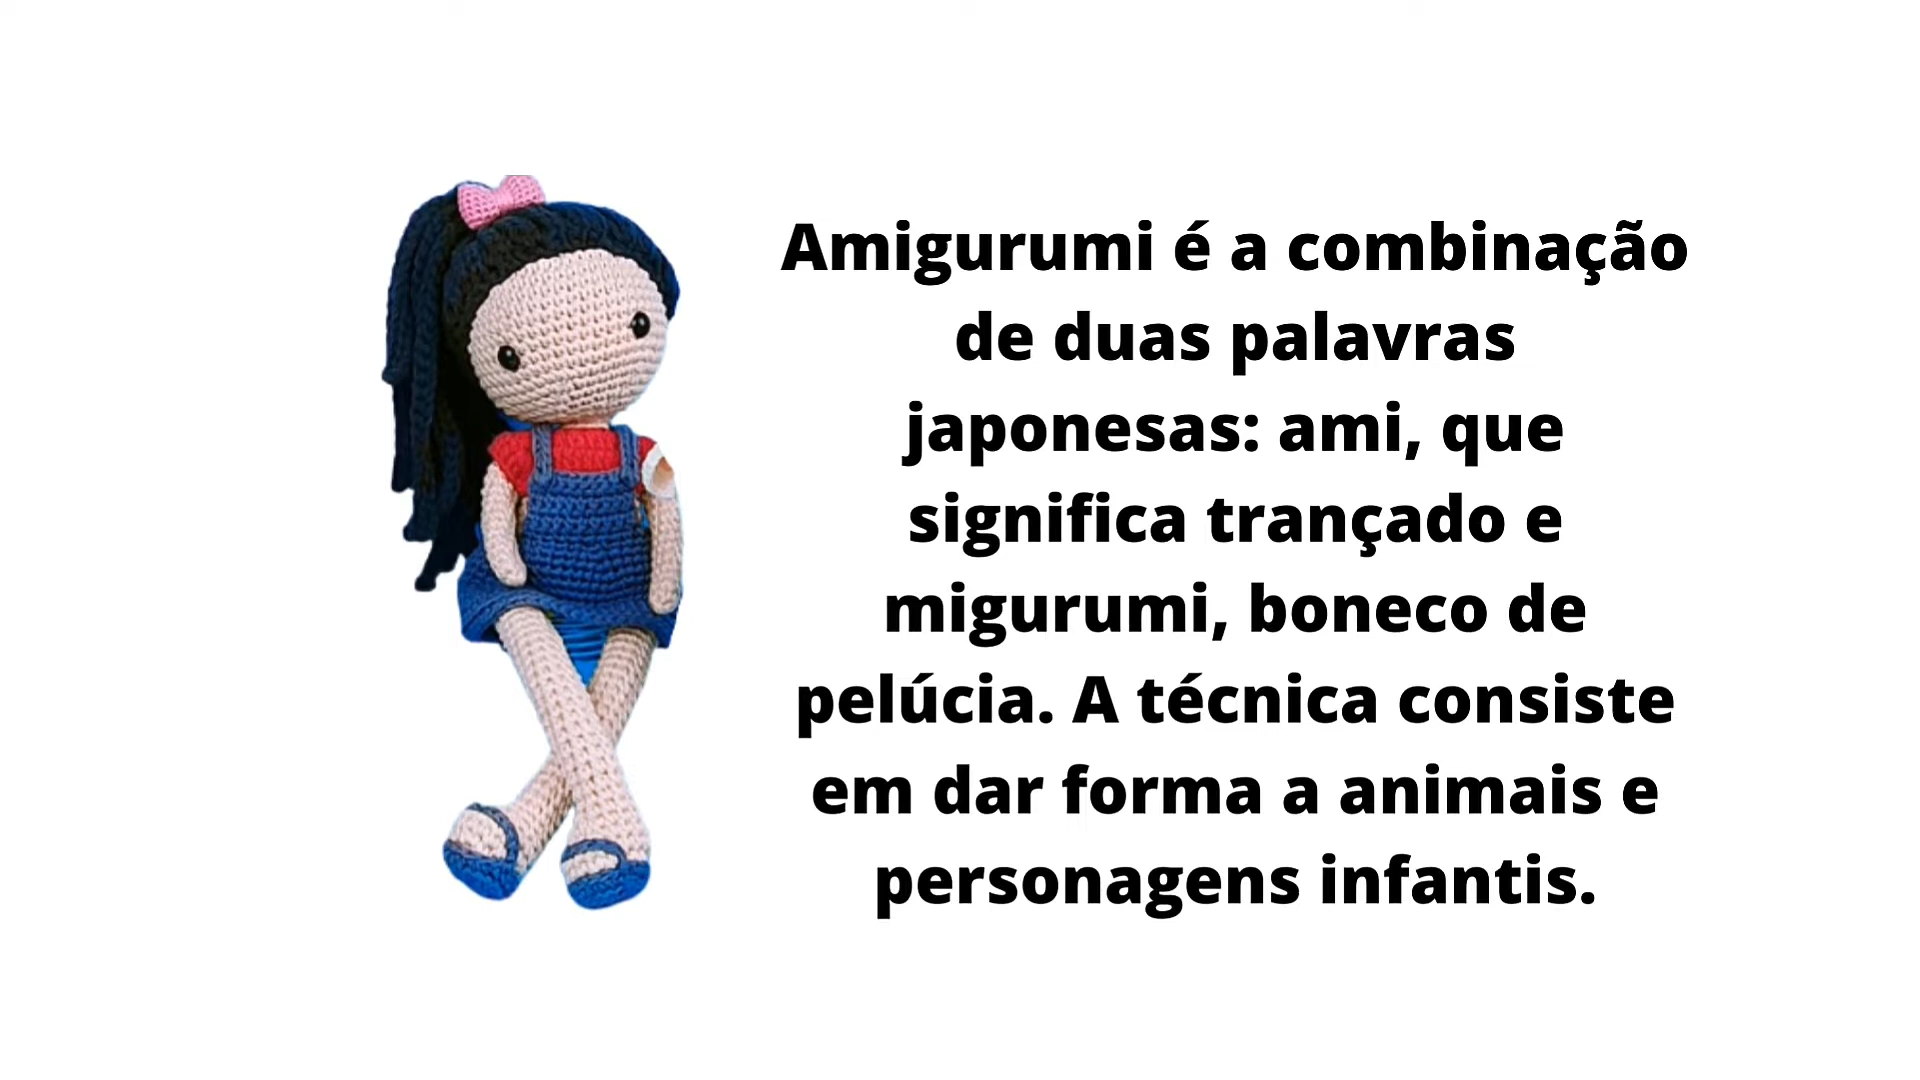 Amigurumi é a combinação
de duas palavras
japonesas: ami, que
significa trançado e
migurumi, boneco de
pelúcia. A técnica consiste
em dar forma a animais e
personagens infantis.